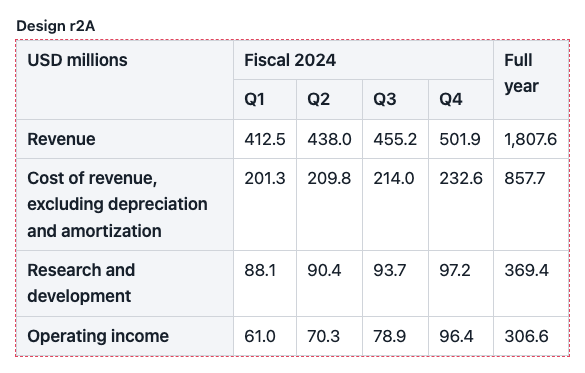 Design r2A
USD millions Fiscal 2024 Full
year
Q1 Q2 Q3 Q4
Revenue 412.5 438.0 455.2 501.9 1,807.6
Cost of revenue, 201.3 209.8 214.0 232.6 857.7
excluding depreciation
and amortization
Research and 88.1 90.4 93.7 97.2 369.4
development
Operating income 61.0 70.3 78.9 96.4 306.6